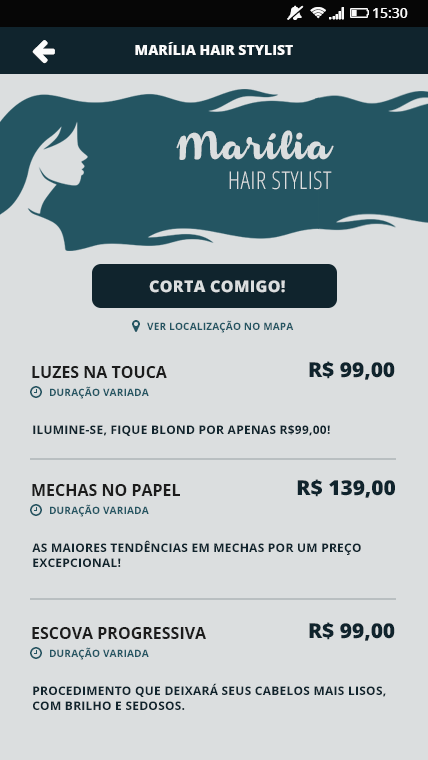 15:30
MARÍLIA HAIR STYLIST
Marília
HAIR STYLIST
CORTA COMIGO!
VER LOCALIZAÇÃO NO MAPA
LUZES NA TOUCA R$ 99,00
DURAÇÃO VARIADA
ILUMINE-SE, FIQUE BLOND POR APENAS R$99,00!
MECHAS NO PAPEL R$ 139,00
DURAÇÃO VARIADA
AS MAIORES TENDÊNCIAS EM MECHAS POR UM PREÇO
EXCEPCIONAL!
ESCOVA PROGRESSIVA R$ 99,00
DURAÇÃO VARIADA
PROCEDIMENTO QUE DEIXARÁ SEUS CABELOS MAIS LISOS,
COM BRILHO E SEDOSOS.